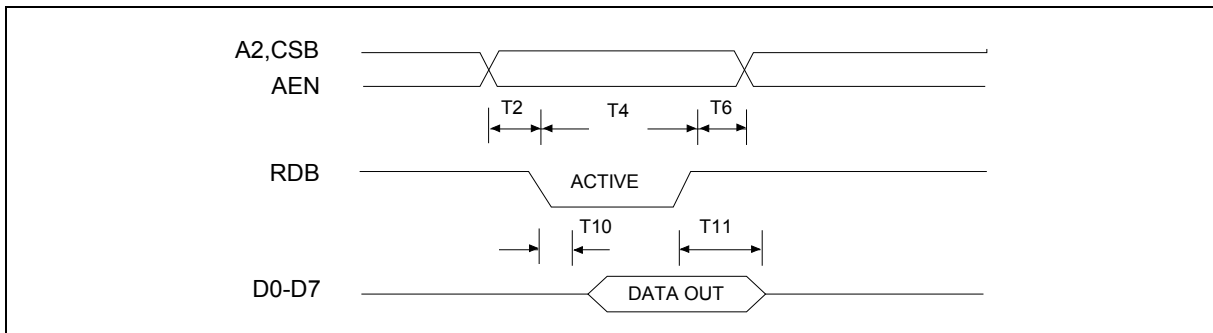 A2,CSB
AEN
T2 T4 T6
RDB
ACTIVE
T10 T11
D0-D7
DATA OUT